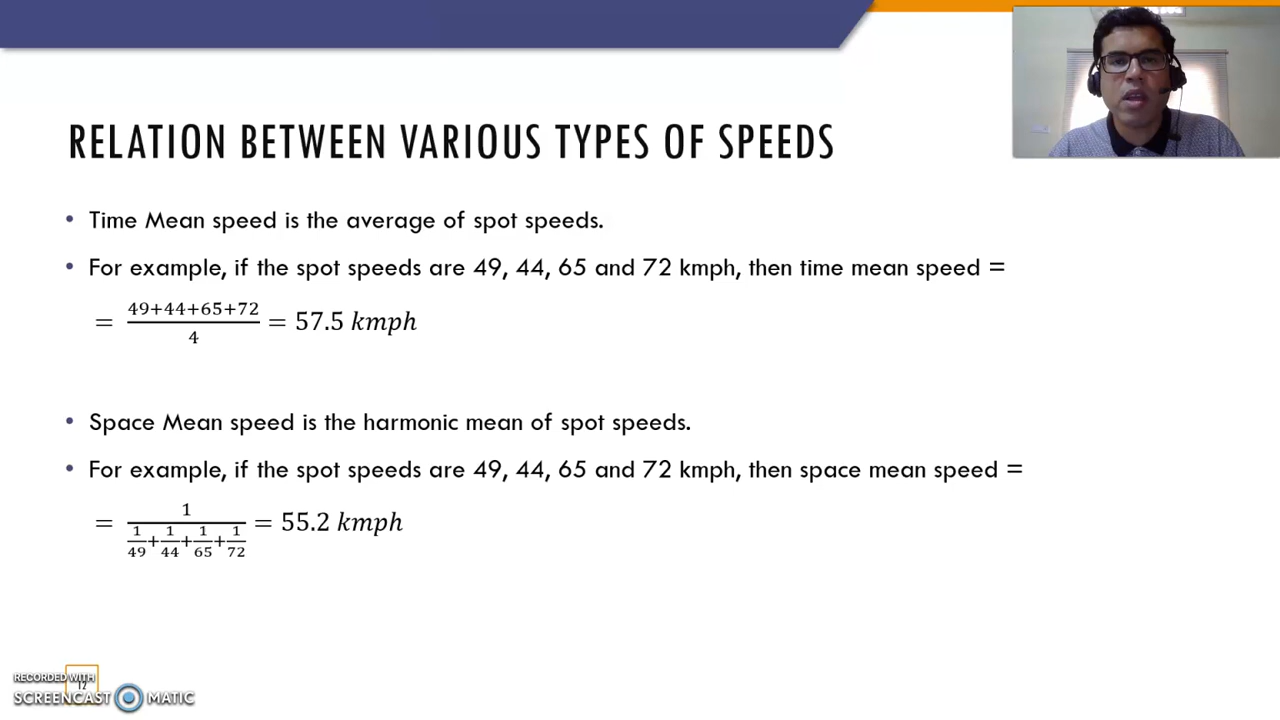 RELATION BETWEEN VARIOUS TYPES OF SPEEDS
• Time Mean speed is the average of spot speeds.
• For example, if the spot speeds are 49, 44, 65 and 72 kmph, then time mean speed =
= (49+44+65+72)/4 = 57.5 kmph
• Space Mean speed is the harmonic mean of spot speeds.
• For example, if the spot speeds are 49, 44, 65 and 72 kmph, then space mean speed =
= 1/(1/49+1/44+1/65+1/72) = 55.2 kmph
RECORDED WITH
12
SCREENCAST MATIC